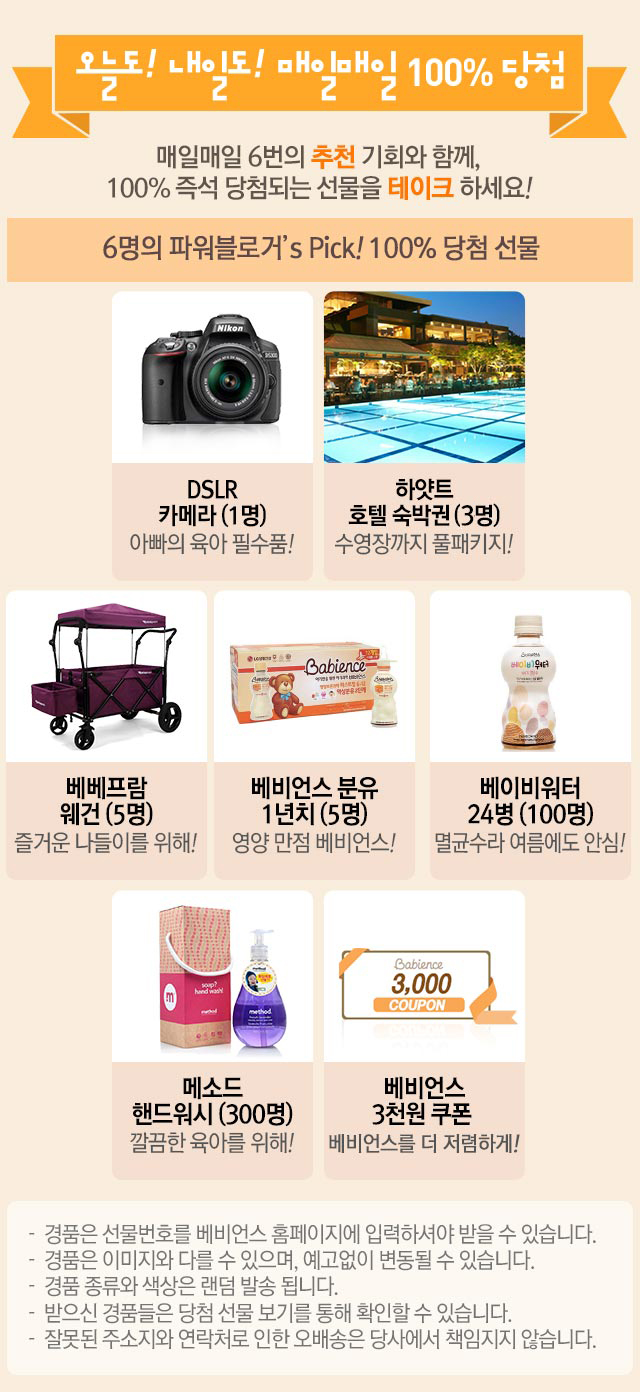 오늘도! 내일도! 매일매일 100% 당첨
매일매일 6번의 추천 기회와 함께,
100% 즉석 당첨되는 선물을 테이크 하세요!
6명의 파워블로거's Pick! 100% 당첨 선물
Nikon
D5300
DSLR
카메라 (1명)
아빠의 육아 필수품!
하얏트
호텔 숙박권 (3명)
수영장까지 풀패키지!
베베프람
웨건 (5명)
즐거운 나들이를 위해!
Babience
베비언스 분유
1년치 (5명)
영양 만점 베비언스!
베이비워터
베이비워터
24병 (100명)
멸균수라 여름에도 안심!
soap?
hand wash!
m
method
method
method
메소드
핸드워시 (300명)
깔끔한 육아를 위해!
Babience
3,000
COUPON
베비언스
3천원 쿠폰
베비언스를 더 저렴하게!
- 경품은 선물번호를 베비언스 홈페이지에 입력하셔야 받을 수 있습니다.
- 경품은 이미지와 다를 수 있으며, 예고없이 변동될 수 있습니다.
- 경품 종류와 색상은 랜덤 발송 됩니다.
- 받으신 경품들은 당첨 선물 보기를 통해 확인할 수 있습니다.
- 잘못된 주소지와 연락처로 인한 오배송은 당사에서 책임지지 않습니다.